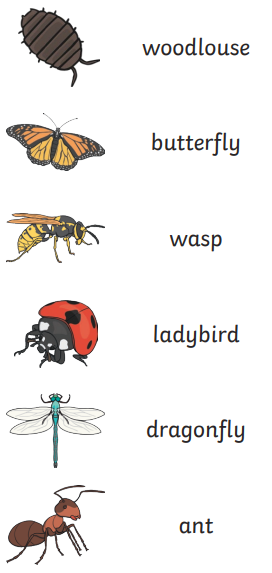 woodlouse
butterfly
wasp
ladybird
dragonfly
ant